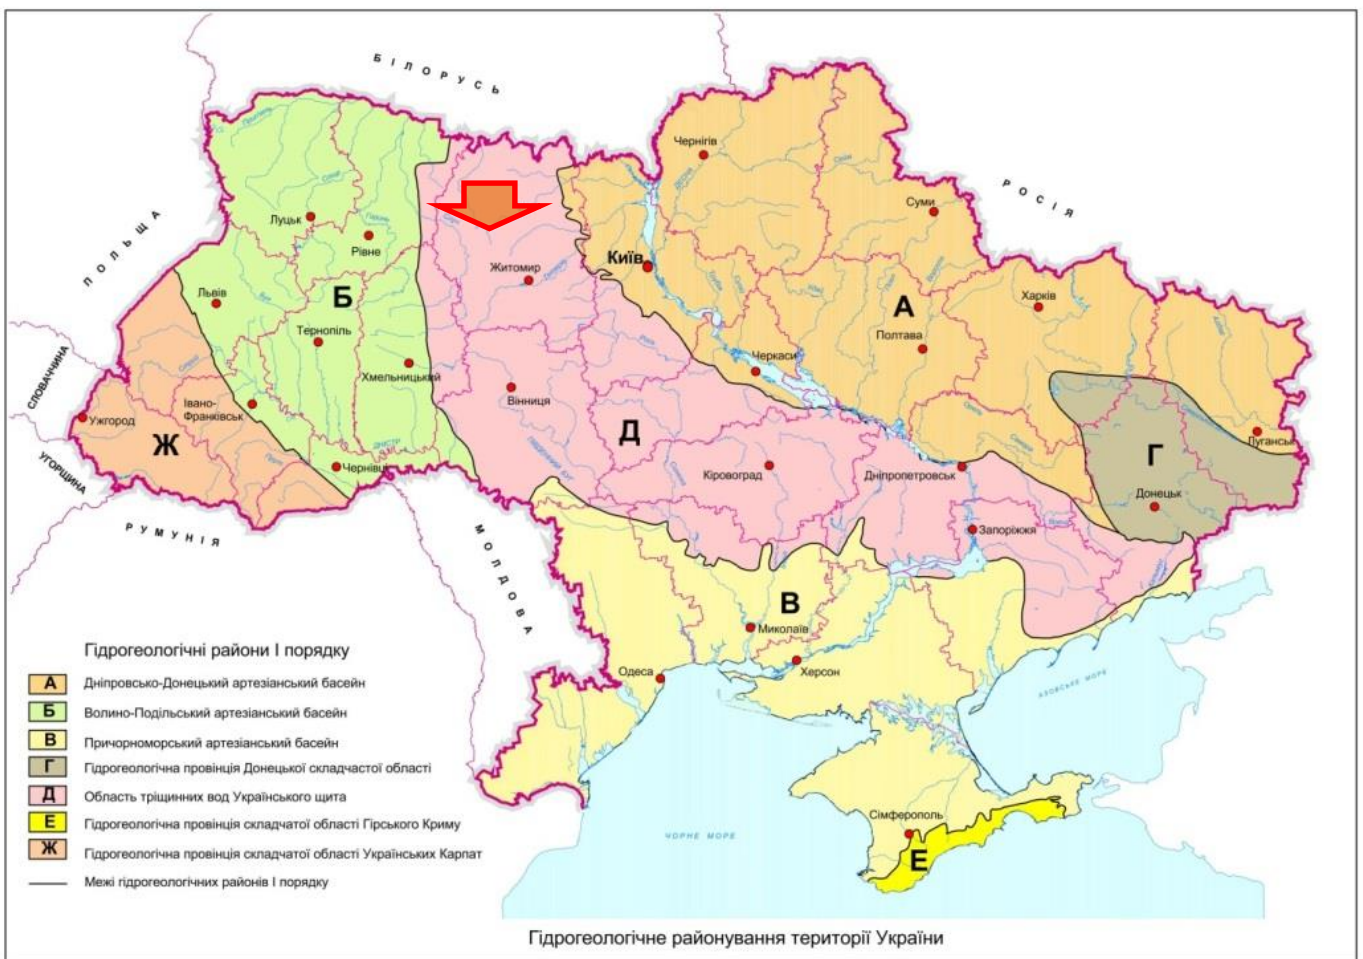 БІЛОРУСЬ
Чернігів
РОСІЯ
Суми
ПОЛЬЩА
Луцьк
Рівне
Київ
Житомир
Львів
Б
А
Харків
Тернопіль
Полтава
СЛОВАЧЧИНА
Черкаси
Хмельницький
Вінниця
Івано-
Франківськ
Ужгород
Ж
Д
Луганськ
Г
УГОРЩИНА
Чернівці
Кіровоград
Дніпропетровськ
Донецьк
РУМУНІЯ
МОЛДОВА
Запоріжжя
В
Миколаїв
Херсон
Одеса
АЗОВСЬКЕ МОРЕ
Сімферополь
ЧОРНЕ МОРЕ
Е
Гідрогеологічні райони I порядку
А Дніпровсько-Донецький артезіанський басейн
Б Волино-Подільський артезіанський басейн
В Причорноморський артезіанський басейн
Г Гідрогеологічна провінція Донецької складчастої області
Д Область тріщинних вод Українського щита
Е Гідрогеологічна провінція складчатої області Гірського Криму
Ж Гідрогеологічна провінція складчатої області Українських Карпат
Межі гідрогеологічних районів I порядку
Гідрогеологічне районування території України